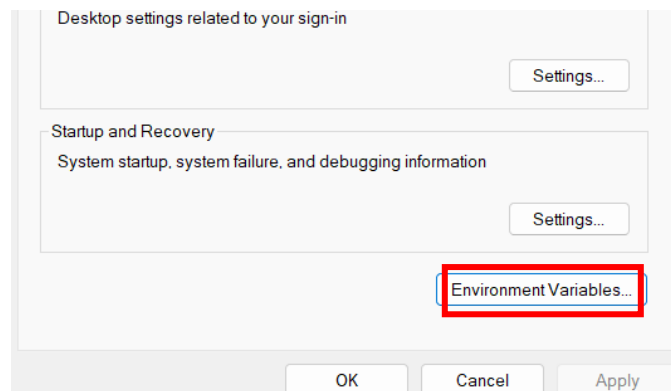 Desktop settings related to your sign-in
Settings...
Startup and Recovery
System startup, system failure, and debugging information
Settings...
Environment Variables...
OK Cancel Apply